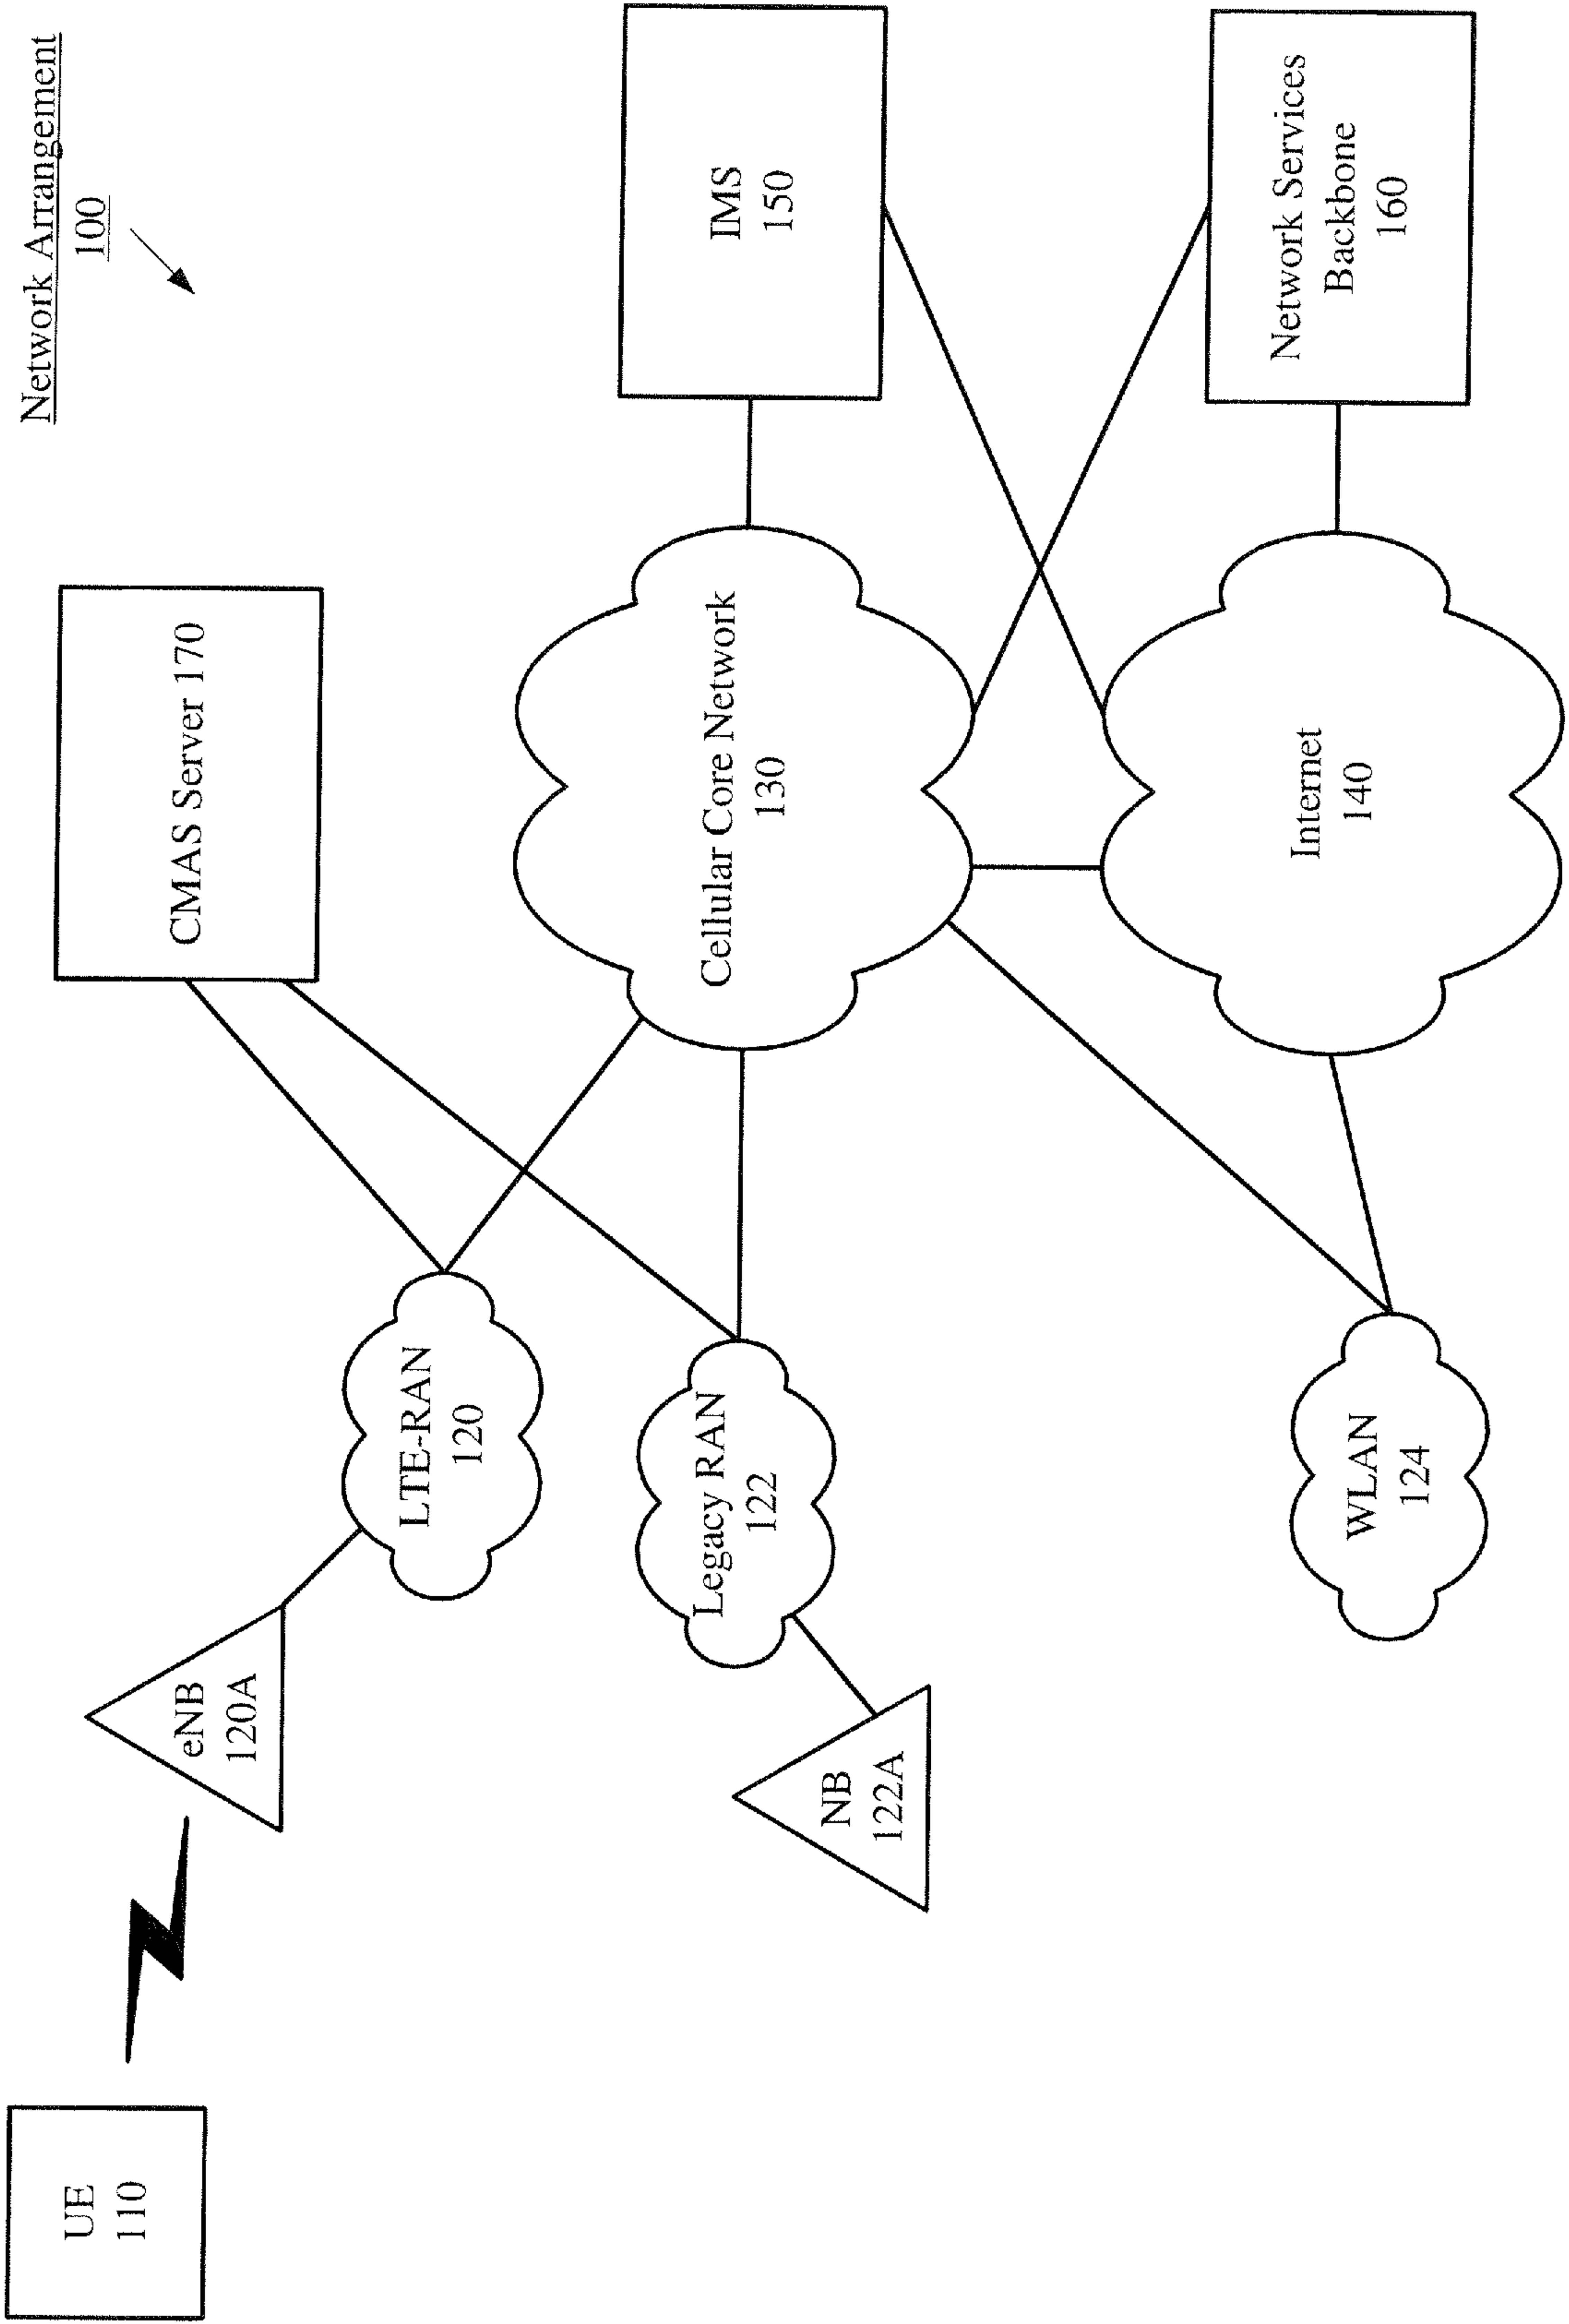 Network Arrangement
100
UE
110
eNB
120A
LTE-RAN
120
CMAS Server 170
NB
122A
Legacy RAN
122
Cellular Core Network
130
IMS
150
WLAN
124
Internet
140
Network Services
Backbone
160